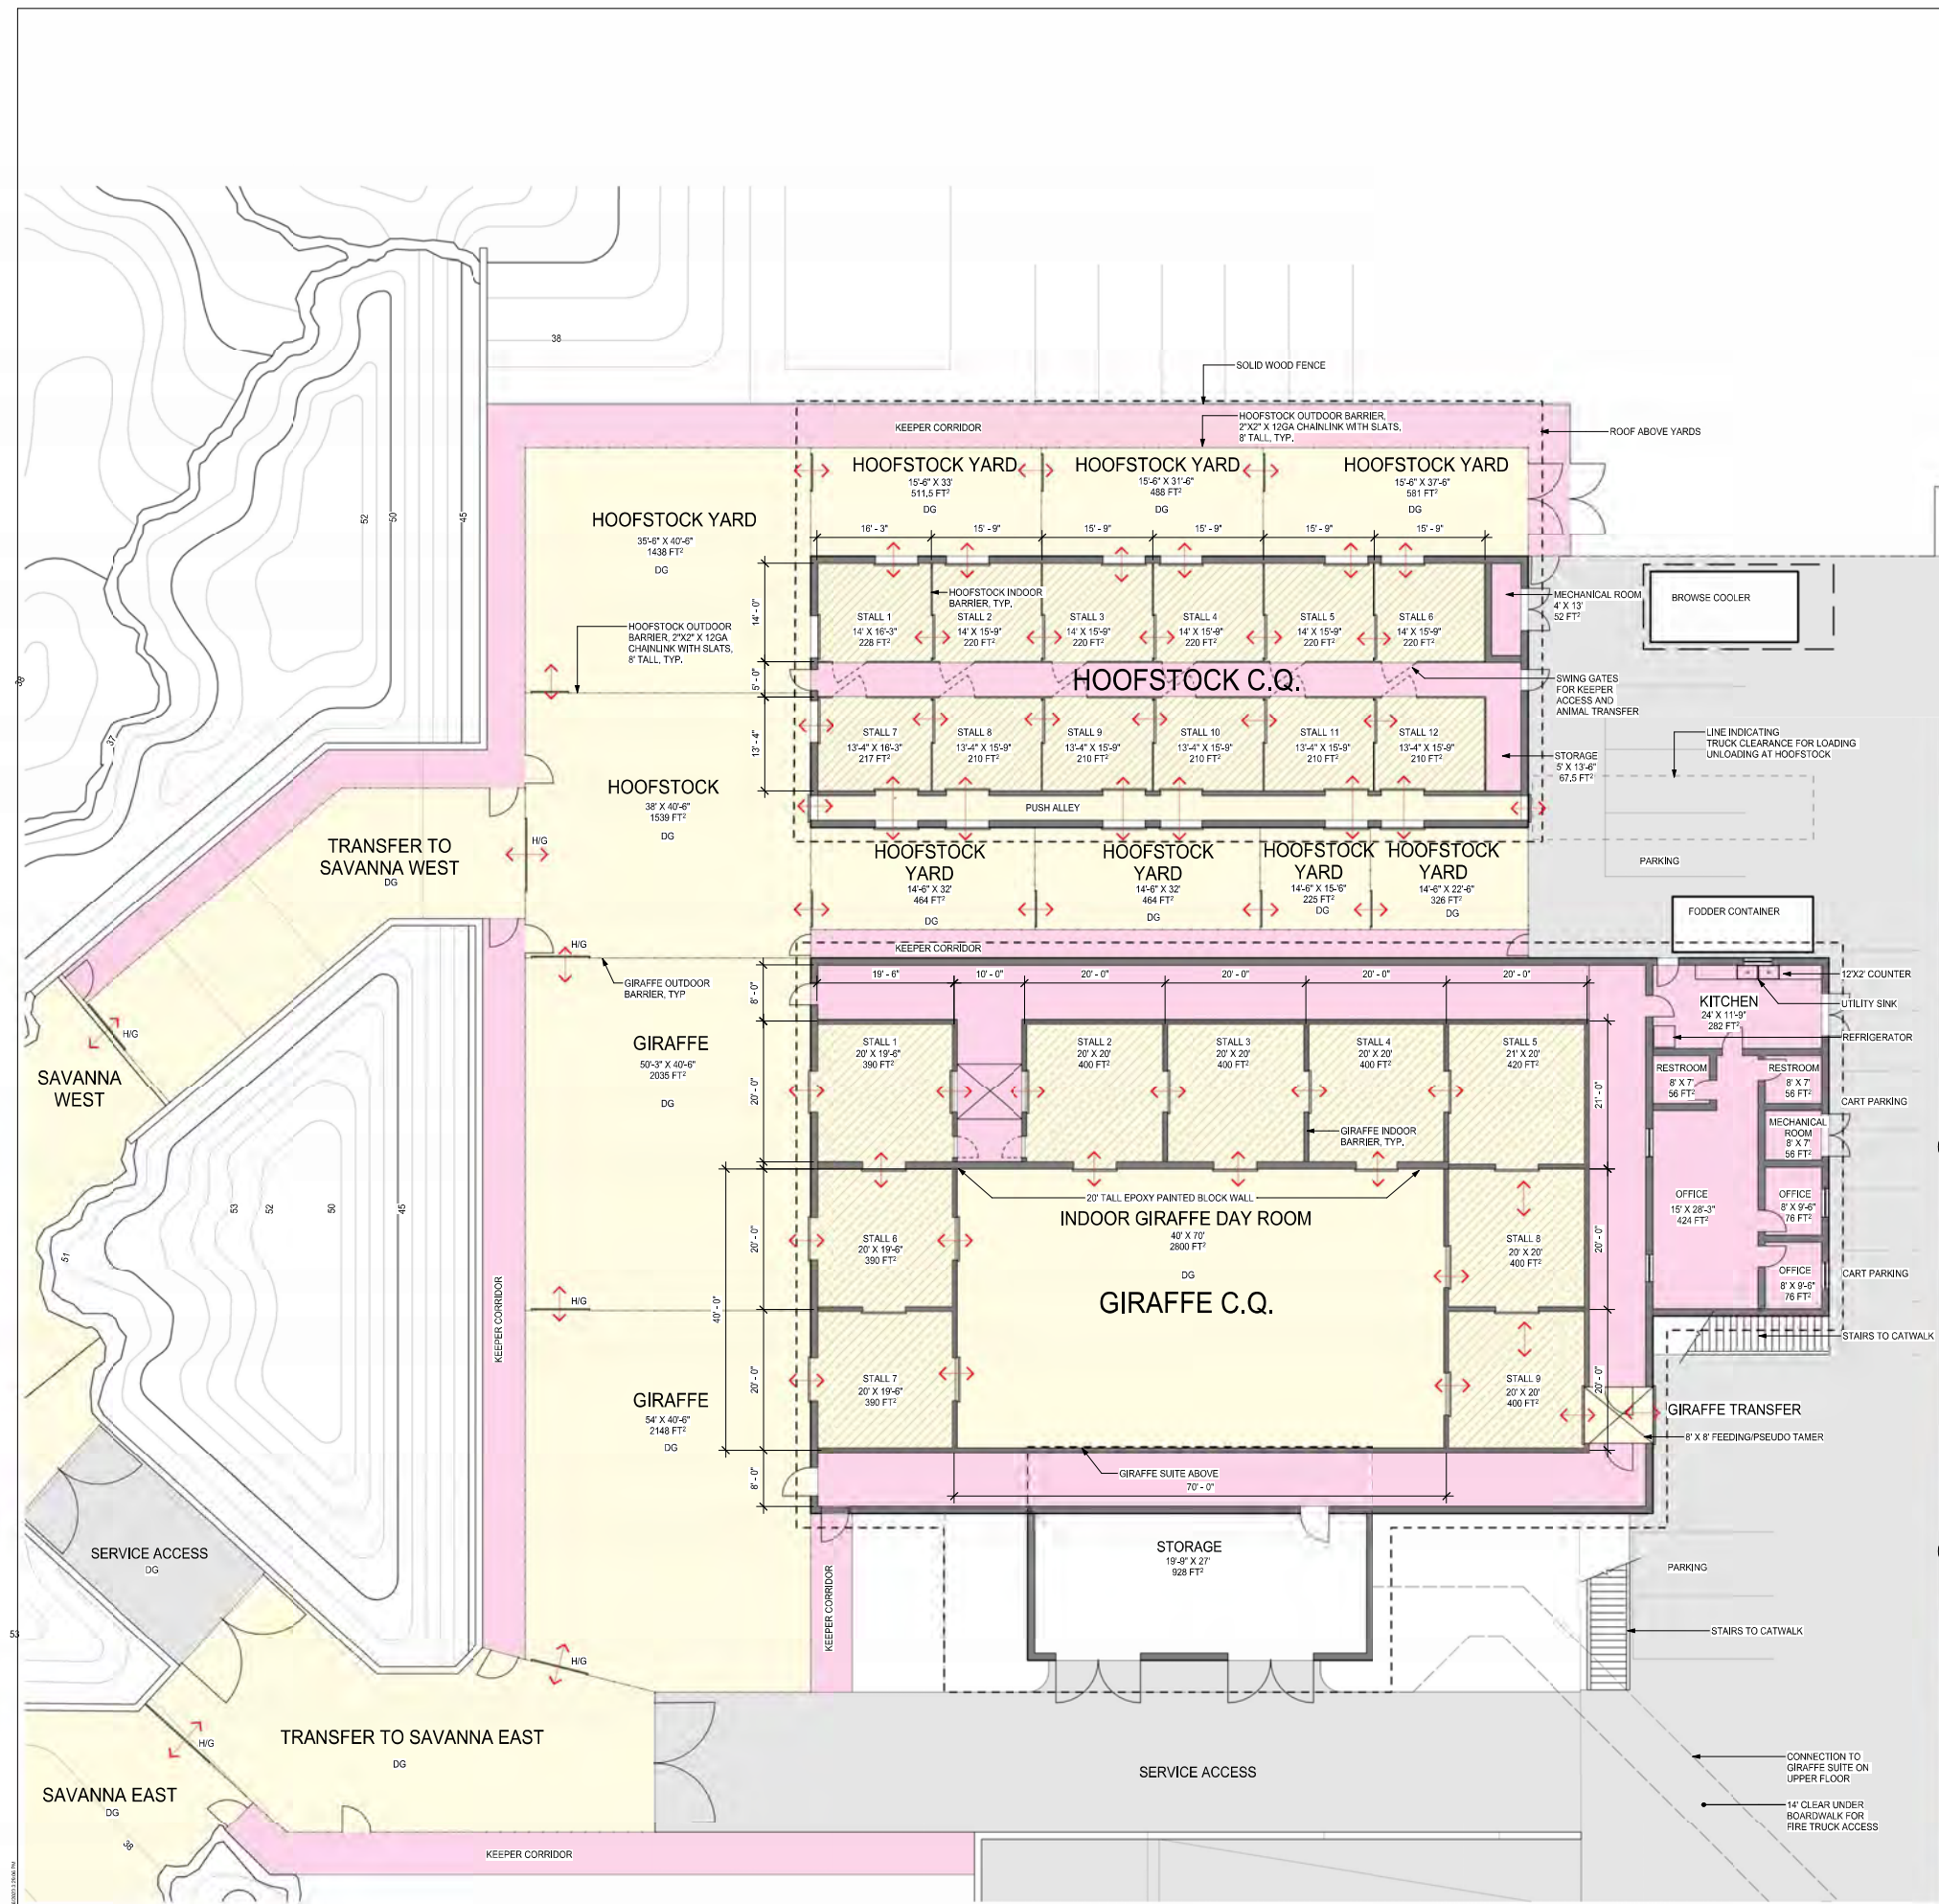 38
52
50
45
38
37
SOLID WOOD FENCE
KEEPER CORRIDOR
HOOFSTOCK OUTDOOR BARRIER,
2"X2" X 12GA CHAINLINK WITH SLATS,
8' TALL, TYP.
ROOF ABOVE YARDS
HOOFSTOCK YARD
15'-6" X 33'
511.5 FT²
DG
HOOFSTOCK YARD
15'-6" X 31'-6"
488 FT²
DG
HOOFSTOCK YARD
15'-6" X 37'-6"
581 FT²
DG
HOOFSTOCK YARD
35'-6" X 40'-6"
1438 FT²
DG
16' - 3"
15' - 9"
15' - 9"
15' - 9"
15' - 9"
15' - 9"
14'- 0"
5'- 0"
13'- 4"
HOOFSTOCK INDOOR
BARRIER, TYP.
STALL 1
14' X 16'-3"
228 FT²
STALL 2
14' X 15'-9"
220 FT²
STALL 3
14' X 15'-9"
220 FT²
STALL 4
14' X 15'-9"
220 FT²
STALL 5
14' X 15'-9"
220 FT²
STALL 6
14' X 15'-9"
220 FT²
MECHANICAL ROOM
4' X 13'
52 FT²
BROWSE COOLER
HOOFSTOCK OUTDOOR
BARRIER, 2"X2" X 12GA
CHAINLINK WITH SLATS,
8' TALL, TYP.
HOOFSTOCK C.Q.
SWING GATES
FOR KEEPER
ACCESS AND
ANIMAL TRANSFER
STALL 7
13'-4" X 16'-3"
217 FT²
STALL 8
13'-4" X 15'-9"
210 FT²
STALL 9
13'-4" X 15'-9"
210 FT²
STALL 10
13'-4" X 15'-9"
210 FT²
STALL 11
13'-4" X 15'-9"
210 FT²
STALL 12
13'-4" X 15'-9"
210 FT²
STORAGE
5' X 13'-6"
67.5 FT²
LINE INDICATING
TRUCK CLEARANCE FOR LOADING
UNLOADING AT HOOFSTOCK
HOOFSTOCK
38' X 40'-6"
1539 FT²
DG
PUSH ALLEY
TRANSFER TO
SAVANNA WEST
DG
H/G
HOOFSTOCK
YARD
14'-6" X 32'
464 FT²
DG
HOOFSTOCK
YARD
14'-6" X 32'
464 FT²
DG
HOOFSTOCK
YARD
14'-6" X 15-'6"
225 FT²
DG
HOOFSTOCK
YARD
14'-6" X 22'-6"
326 FT²
DG
PARKING
FODDER CONTAINER
KEEPER CORRIDOR
H/G
GIRAFFE OUTDOOR
BARRIER, TYP
19' - 6"
10' - 0"
20' - 0"
20' - 0"
20' - 0"
20' - 0"
8' - 0"
20' - 0"
20' - 0"
40' - 0"
20' - 0"
8' - 0"
12'X2' COUNTER
UTILITY SINK
REFRIGERATOR
KITCHEN
24' X 11'-9"
282 FT²
H/G
SAVANNA
WEST
GIRAFFE
50'-3" X 40'-6"
2035 FT²
DG
STALL 1
20' X 19'-6"
390 FT²
STALL 2
20' X 20'
400 FT²
STALL 3
20' X 20'
400 FT²
STALL 4
20' X 20'
400 FT²
STALL 5
21' X 20'
420 FT²
GIRAFFE INDOOR
BARRIER, TYP.
21' - 0"
20' - 0"
20' - 0"
RESTROOM
8' X 7'
56 FT²
RESTROOM
8' X 7'
56 FT²
CART PARKING
MECHANICAL
ROOM
8' X 7'
56 FT²
OFFICE
15' X 28'-3"
424 FT²
OFFICE
8' X 9'-6"
76 FT²
OFFICE
8' X 9'-6"
76 FT²
CART PARKING
STAIRS TO CATWALK
53
52
50
45
51
20' TALL EPOXY PAINTED BLOCK WALL
INDOOR GIRAFFE DAY ROOM
40' X 70'
2800 FT²
DG
GIRAFFE C.Q.
STALL 6
20' X 19'-6"
390 FT²
STALL 8
20' X 20'
400 FT²
H/G
KEEPER CORRIDOR
STALL 7
20' X 19'-6"
390 FT²
STALL 9
20' X 20'
400 FT²
GIRAFFE
54' X 40'-6"
2148 FT²
DG
GIRAFFE TRANSFER
8' X 8' FEEDING/PSEUDO TAMER
GIRAFFE SUITE ABOVE
70' - 0"
SERVICE ACCESS
DG
STORAGE
19'-9" X 27'
928 FT²
KEEPER CORRIDOR
PARKING
STAIRS TO CATWALK
53
H/G
H/G
TRANSFER TO SAVANNA EAST
DG
SERVICE ACCESS
SAVANNA EAST
DG
38
KEEPER CORRIDOR
CONNECTION TO
GIRAFFE SUITE ON
UPPER FLOOR
14' CLEAR UNDER
BOARDWALK FOR
FIRE TRUCK ACCESS